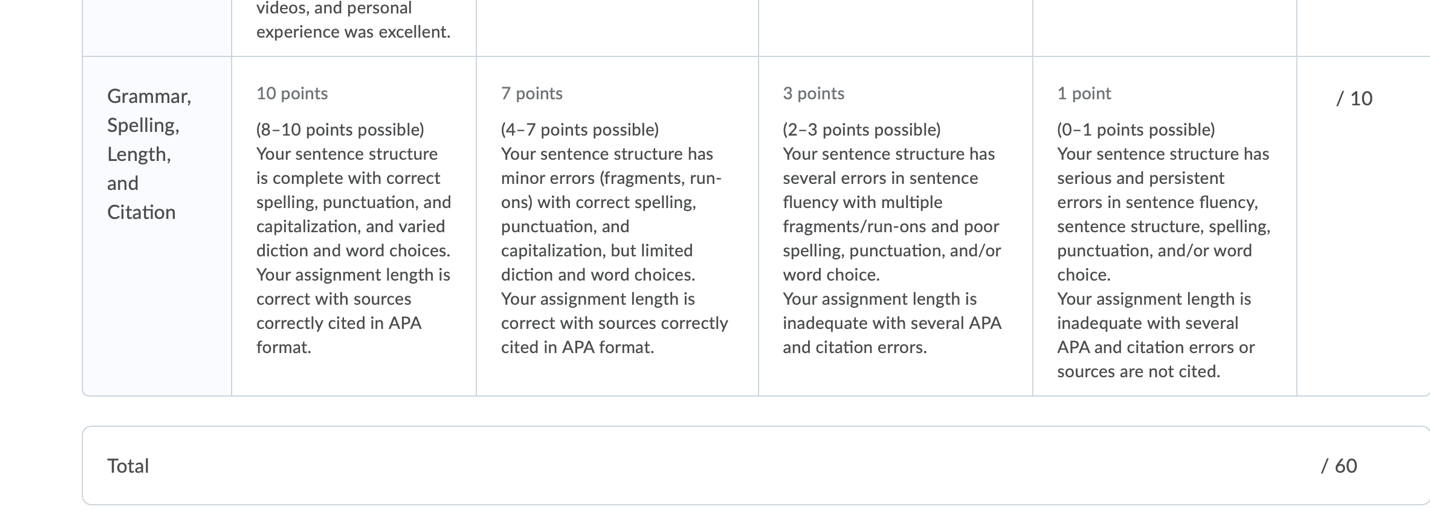 videos, and personal
experience was excellent.
Grammar,
Spelling,
Length,
and
Citation
10 points
(8–10 points possible)
Your sentence structure
is complete with correct
spelling, punctuation, and
capitalization, and varied
diction and word choices.
Your assignment length is
correct with sources
correctly cited in APA
format.
7 points
(4–7 points possible)
Your sentence structure has
minor errors (fragments, run-
ons) with correct spelling,
punctuation, and
capitalization, but limited
diction and word choices.
Your assignment length is
correct with sources correctly
cited in APA format.
3 points
(2–3 points possible)
Your sentence structure has
several errors in sentence
fluency with multiple
fragments/run-ons and poor
spelling, punctuation, and/or
word choice.
Your assignment length is
inadequate with several APA
and citation errors.
1 point
(0–1 points possible)
Your sentence structure has
serious and persistent
errors in sentence fluency,
sentence structure, spelling,
punctuation, and/or word
choice.
Your assignment length is
inadequate with several
APA and citation errors or
sources are not cited.
/ 10
Total
/ 60